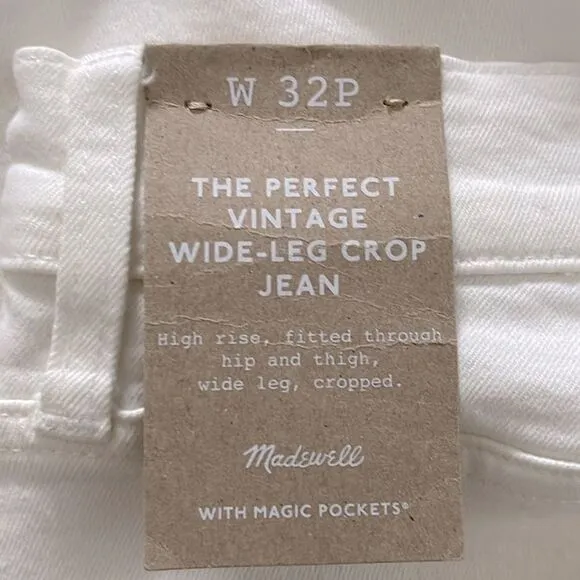 W 32P
THE PERFECT
VINTAGE
WIDE-LEG CROP
JEAN
High rise, fitted through
hip and thigh,
wide leg, cropped.
Madewell
WITH MAGIC POCKETS®